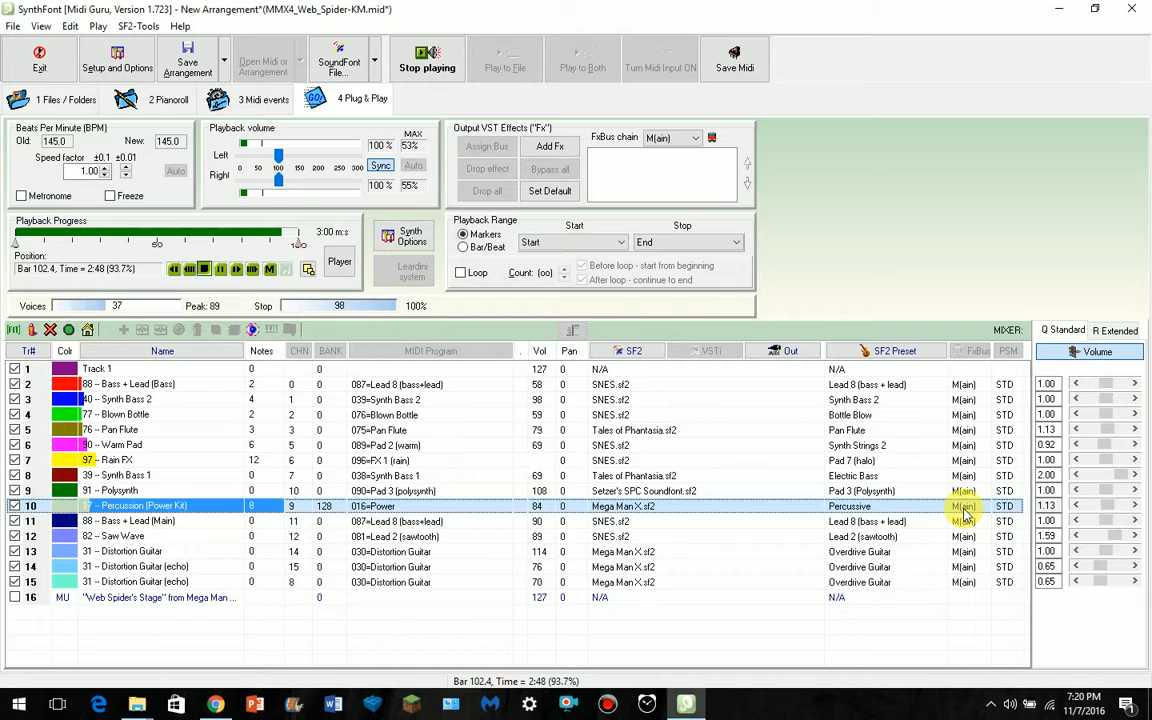 SynthFont [Midi Guru, Version 1.723] - New Arrangement*(MMX4_Web_Spider-KM.mid*)
File View Edit Play SF2-Tools Help
Exit Setup and Options Save Arrangement Open Midi or Arrangement SoundFont File... Stop playing Play to File Play to Both Turn Midi Input ON Save Midi
1 Files / Folders 2 Pianoroll 3 Midi events 4 Plug & Play
Beats Per Minute (BPM) Playback volume MAX Output VST Effects ("Fx") FxBus chain M(ain)
Old: 145.0 New: 145.0 Left 100 % 53% Assign Bus Add Fx
Speed factor ±0.1 ±0.01 0 50 100 150 200 250 300 Sync Auto Drop effect Bypass all
1.00 Auto Right 100 % 55% Drop all Set Default
Metronome Freeze
Playback Progress 3:00 m:s Synth Options Playback Range Start Stop
0 50 100 Markers Start End
Position: Player Bar/Beat
Bar 102.4, Time = 2:48 (93.7%) Leardini system Loop Count: (oo) Before loop - start from beginning
After loop - continue to end
Voices 37 Peak: 89 Stop 98 100%
MIXER: Q Standard R Extended
Tr# Colr Name Notes CHN BANK MIDI Program . Vol Pan SF2 VSTi Out SF2 Preset FxBus PSM Volume
1 Track 1 0 127 0 N/A N/A
2 88 -- Bass + Lead (Bass) 2 0 0 087=Lead 8 (bass+lead) 58 0 SNES.sf2 Lead 8 (bass + lead) M(ain) STD 1.00
3 40 -- Synth Bass 2 4 1 0 039=Synth Bass 2 98 0 SNES.sf2 Synth Bass 2 M(ain) STD 1.00
4 77 -- Blown Bottle 2 2 0 076=Blown Bottle 59 0 SNES.sf2 Bottle Blow M(ain) STD 1.00
5 76 -- Pan Flute 3 3 0 075=Pan Flute 79 0 Tales of Phantasia.sf2 Pan Flute M(ain) STD 1.13
6 90 -- Warm Pad 6 5 0 089=Pad 2 (warm) 69 0 SNES.sf2 Synth Strings 2 M(ain) STD 0.92
7 97 -- Rain FX 12 6 0 096=FX 1 (rain) 0 SNES.sf2 Pad 7 (halo) M(ain) STD 1.00
8 39 -- Synth Bass 1 0 7 0 038=Synth Bass 1 69 0 Tales of Phantasia.sf2 Electric Bass M(ain) STD 2.00
9 91 -- Polysynth 0 10 0 090=Pad 3 (polysynth) 108 0 Setzer's SPC Soundfont.sf2 Pad 3 (Polysynth) M(ain) STD 1.00
10 17 -- Percussion (Power Kit) 8 9 128 016=Power 84 0 Mega Man X.sf2 Percussive M(ain) STD 1.13
11 88 -- Bass + Lead (Main) 0 11 0 087=Lead 8 (bass+lead) 90 0 SNES.sf2 Lead 8 (bass + lead) M(ain) STD 1.00
12 82 -- Saw Wave 0 12 0 081=Lead 2 (sawtooth) 89 0 SNES.sf2 Lead 2 (sawtooth) M(ain) STD 1.59
13 31 -- Distortion Guitar 0 14 0 030=Distortion Guitar 114 0 Mega Man X.sf2 Overdrive Guitar M(ain) STD 1.00
14 31 -- Distortion Guitar (echo) 0 15 0 030=Distortion Guitar 76 0 Mega Man X.sf2 Overdrive Guitar M(ain) STD 0.65
15 31 -- Distortion Guitar (echo) 0 8 0 030=Distortion Guitar 70 0 Mega Man X.sf2 Overdrive Guitar M(ain) STD 0.65
16 MU "Web Spider's Stage" from Mega Man ... 0 127 0 N/A N/A
Bar 102.4, Time = 2:48 (93.7%)
7:20 PM
11/7/2016